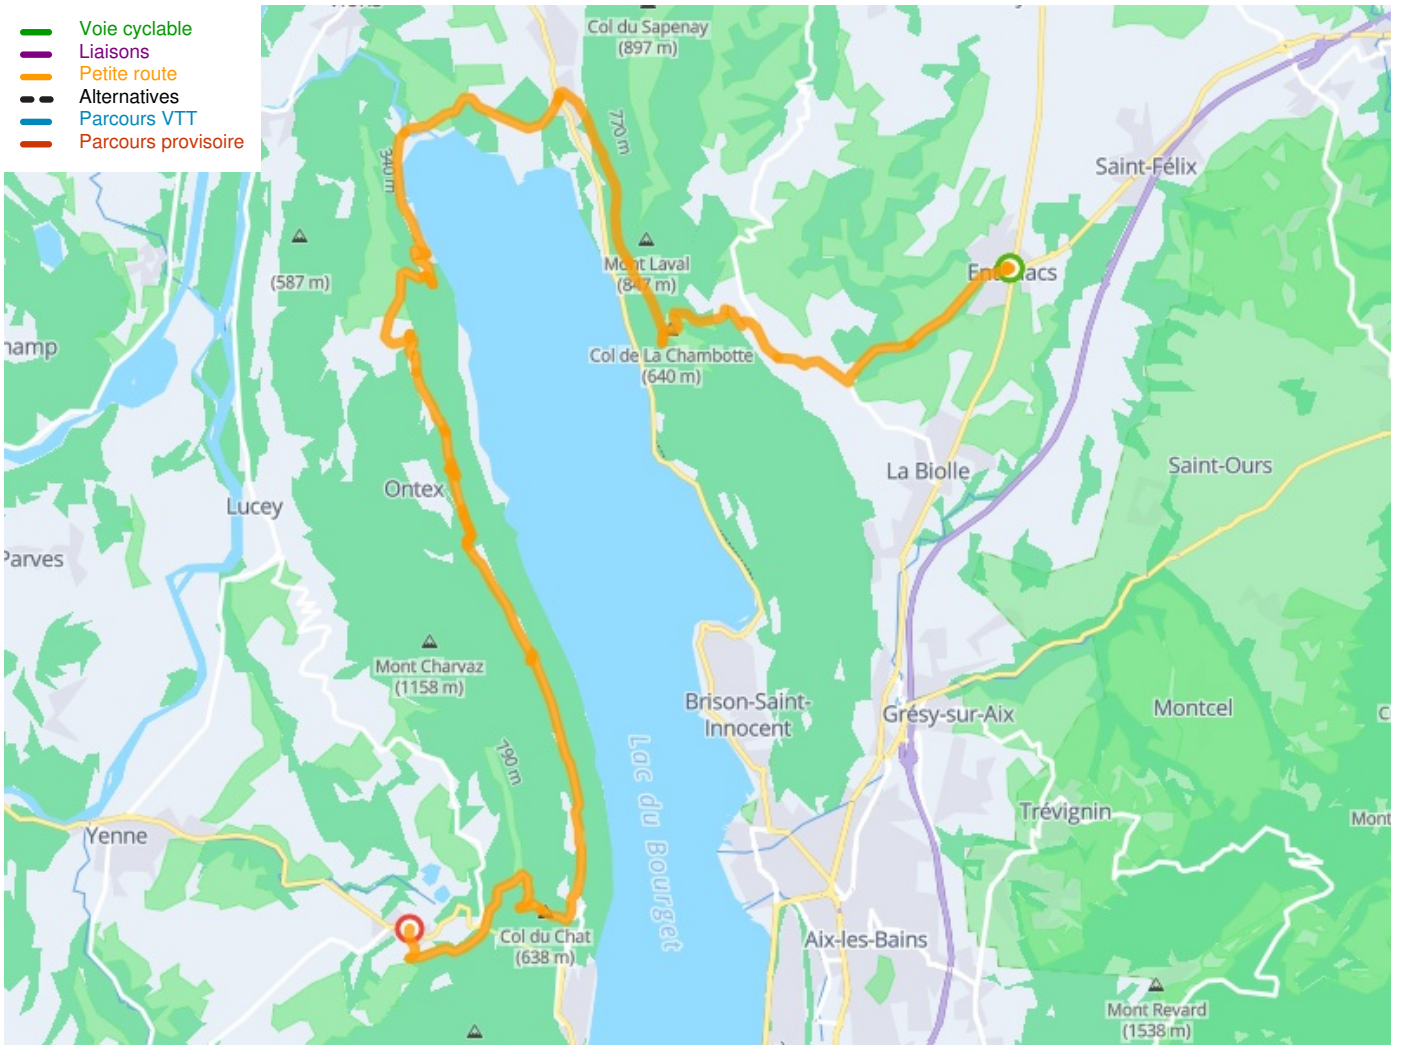 Voie cyclable
Liaisons
Petite route
Alternatives
Parcours VTT
Parcours provisoire
Col du Sapenay
(897 m)
770 m
Saint-Félix
340 m
Mont Laval
(847 m)
(587 m)
Col de La Chambotte
(640 m)
La Biolle
Saint-Ours
Ontex
Lucey
Parves
Mont Charvaz
(1158 m)
Brison-Saint-
Innocent
Grésy-sur-Aix
Montcel
790 m
Lac du Bourget
Trévignin
Mont
Yenne
Col du Chat
(638 m)
Aix-les-Bains
Mont Revard
(1538 m)